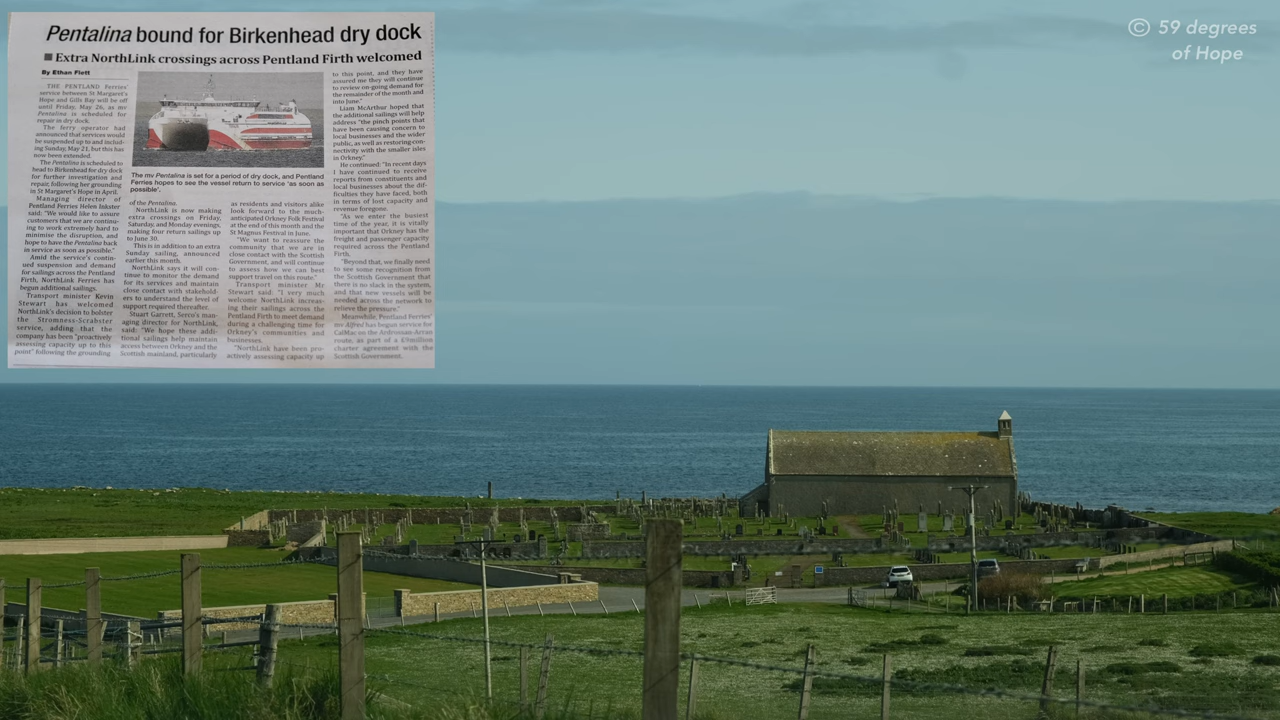 Pentalina bound for Birkenhead dry dock
Extra NorthLink crossings across Pentland Firth welcomed
By Ethan Flett
THE PENTLAND Ferries'
service between St Margaret's
Hope and Gills Bay will be off
until Friday, May 26, as mv
Pentalina is scheduled for
repair in dry dock.
The ferry operator had
announced that services would
be suspended up to and includ-
ing Sunday, May 21, but this has
now been extended.
The Pentalina is scheduled to
head to Birkenhead for dry dock
for further investigation and
repair, following her grounding
in St Margaret's Hope in April.
Managing director of
Pentland Ferries Helen Inkster
said: "We would like to assure
customers that we are continu-
ing to work extremely hard to
minimise the disruption, and
hope to have the Pentalina back
in service as soon as possible."
Amid the service's contin-
ued suspension and demand
for sailings across the Pentland
Firth, NorthLink Ferries has
begun additional sailings.
Transport minister Kevin
Stewart has welcomed
NorthLink's decision to bolster
the Stromness-Scrabster
service, adding that the
company has been "proactively
assessing capacity up to this
point" following the grounding
The mv Pentalina is set for a period of dry dock, and Pentland
Ferries hopes to see the vessel return to service 'as soon as
possible'.
of the Pentalina.
NorthLink is now making
extra crossings on Friday,
Saturday, and Monday evenings,
making four return sailings up
to June 30.
This is in addition to an extra
Sunday sailing, announced
earlier this month.
NorthLink says it will con-
tinue to monitor the demand
for its services and maintain
close contact with stakehold-
ers to understand the level of
support required thereafter.
Stuart Garrett, Serco's man-
aging director for NorthLink,
said: "We hope these addi-
tional sailings help maintain
access between Orkney and the
Scottish mainland, particularly
as residents and visitors alike
look forward to the much-
anticipated Orkney Folk Festival
at the end of this month and the
St Magnus Festival in June.
"We want to reassure the
community that we are in
close contact with the Scottish
Government, and will continue
to assess how we can best
support travel on this route."
Transport minister Mr
Stewart said: "I very much
welcome NorthLink increas-
ing their sailings across the
Pentland Firth to meet demand
during a challenging time for
Orkney's communities and
businesses.
"NorthLink have been pro-
actively assessing capacity up
to this point, and they have
assured me they will continue
to review on-going demand for
the remainder of the month and
into June."
Liam McArthur hoped that
the additional sailings will help
address "the pinch points that
have been causing concern to
local businesses and the wider
public, as well as restoring con-
nectivity with the smaller isles
in Orkney."
He continued: "In recent days
I have continued to receive
reports from constituents and
local businesses about the dif-
ficulties they have faced, both
in terms of lost capacity and
revenue foregone.
"As we enter the busiest
time of the year, it is vitally
important that Orkney has the
freight and passenger capacity
required across the Pentland
Firth.
"Beyond that, we finally need
to see some recognition from
the Scottish Government that
there is no slack in the system,
and that new vessels will be
needed across the network to
relieve the pressure."
Meanwhile, Pentland Ferries'
mv Alfred has begun service for
CalMac on the Ardrossan-Arran
route, as part of a £9million
charter agreement with the
Scottish Government.
© 59 degrees
of Hope